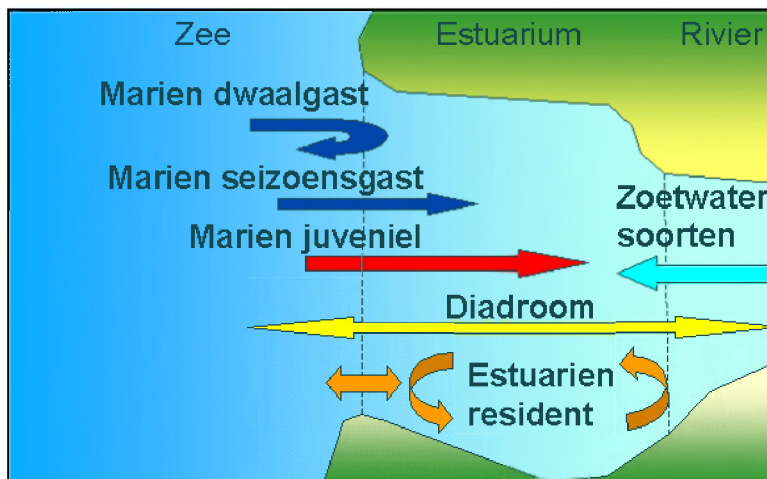 Zee Estuarium Rivier
Marien dwaalgast
Marien seizoensgast
Marien juveniel
Zoetwater
soorten
Diadroom
Estuarien
resident